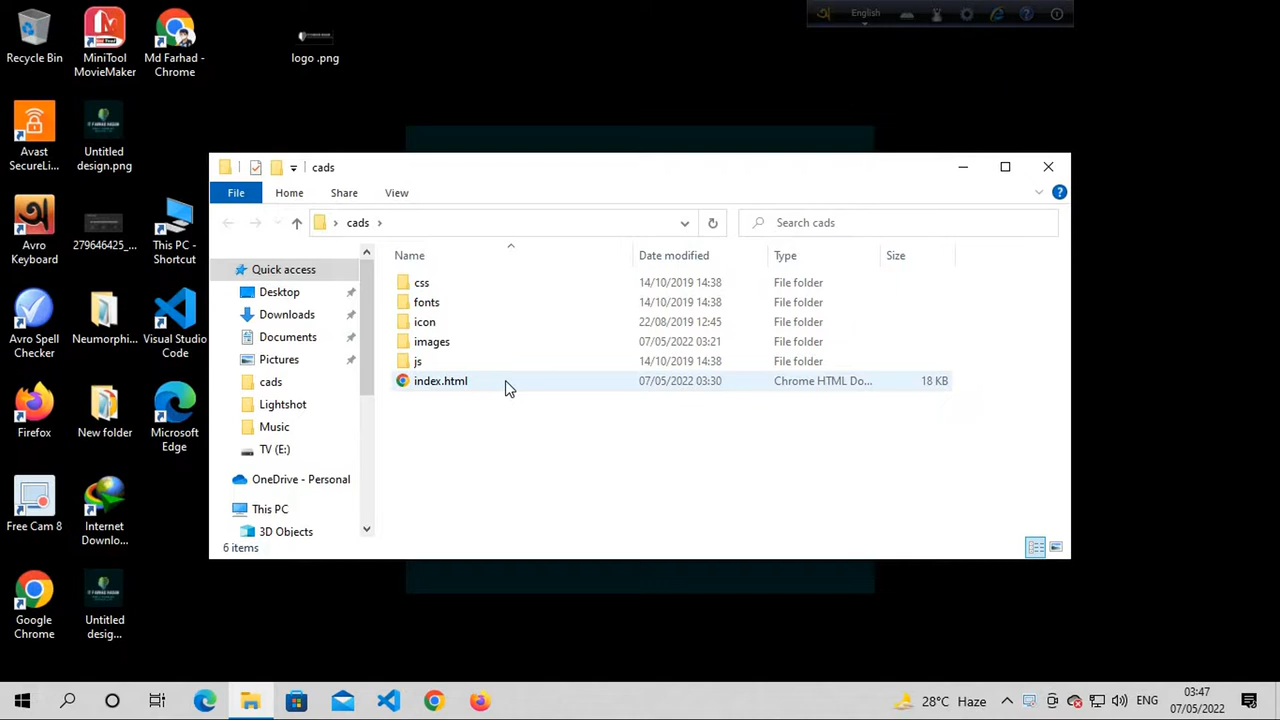 Recycle Bin
MiniTool
MovieMaker
Md Farhad -
Chrome
logo .png
English
Avast
SecureLi...
Untitled
design.png
Avro
Keyboard
279646425_...
This PC -
Shortcut
Avro Spell
Checker
Neumorphi...
Visual Studio
Code
Firefox
New folder
Microsoft
Edge
Free Cam 8
Internet
Downlo...
Google
Chrome
Untitled
desig...
cads
File
Home
Share
View
cads
Search cads
Name
Date modified
Type
Size
Quick access
Desktop
Downloads
Documents
Pictures
cads
Lightshot
Music
TV (E:)
OneDrive - Personal
This PC
3D Objects
css 14/10/2019 14:38 File folder
fonts 14/10/2019 14:38 File folder
icon 22/08/2019 12:45 File folder
images 07/05/2022 03:21 File folder
js 14/10/2019 14:38 File folder
index.html 07/05/2022 03:30 Chrome HTML Do... 18 KB
6 items
28°C Haze
ENG
03:47
07/05/2022